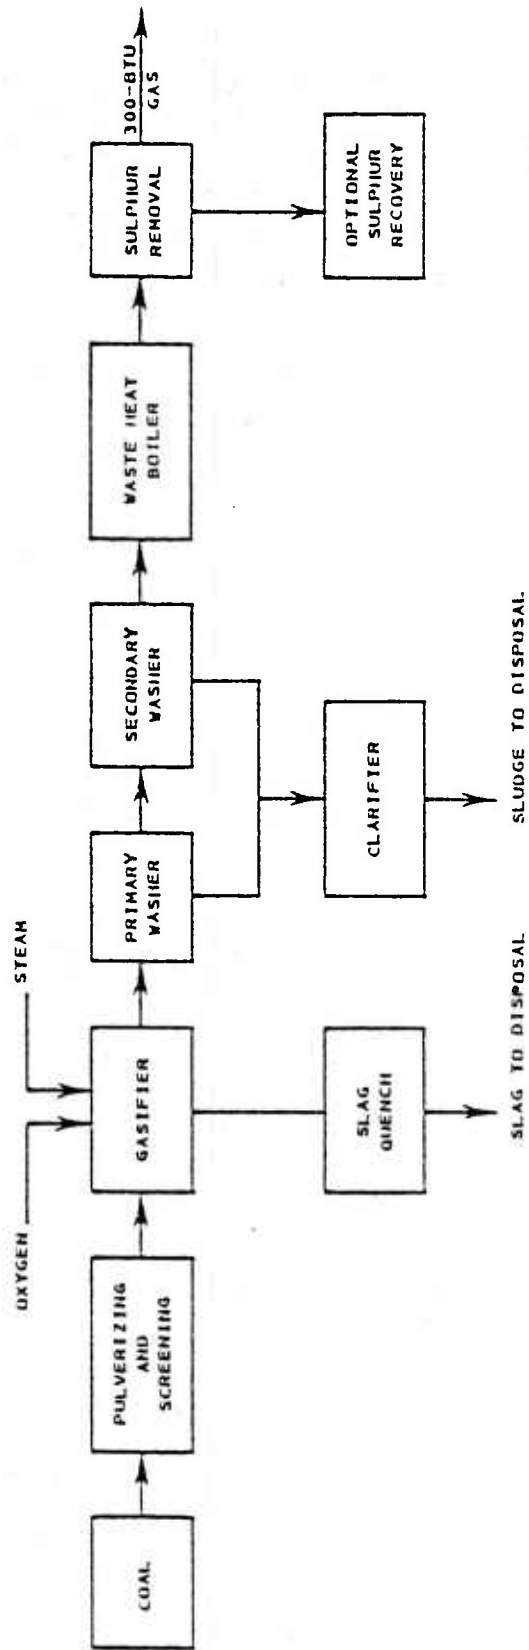 COAL
PULVERIZING
AND
SCREENING
OXYGEN
STEAM
GASIFIER
SLAG
QUENCH
SLAG TO DISPOSAL
PRIMARY
WASHER
SECONDARY
WASHER
CLARIFIER
SLUDGE TO DISPOSAL
WASTE HEAT
BOILER
SULPHUR
REMOVAL
300-BTU
GAS
OPTIONAL
SULPHUR
RECOVERY